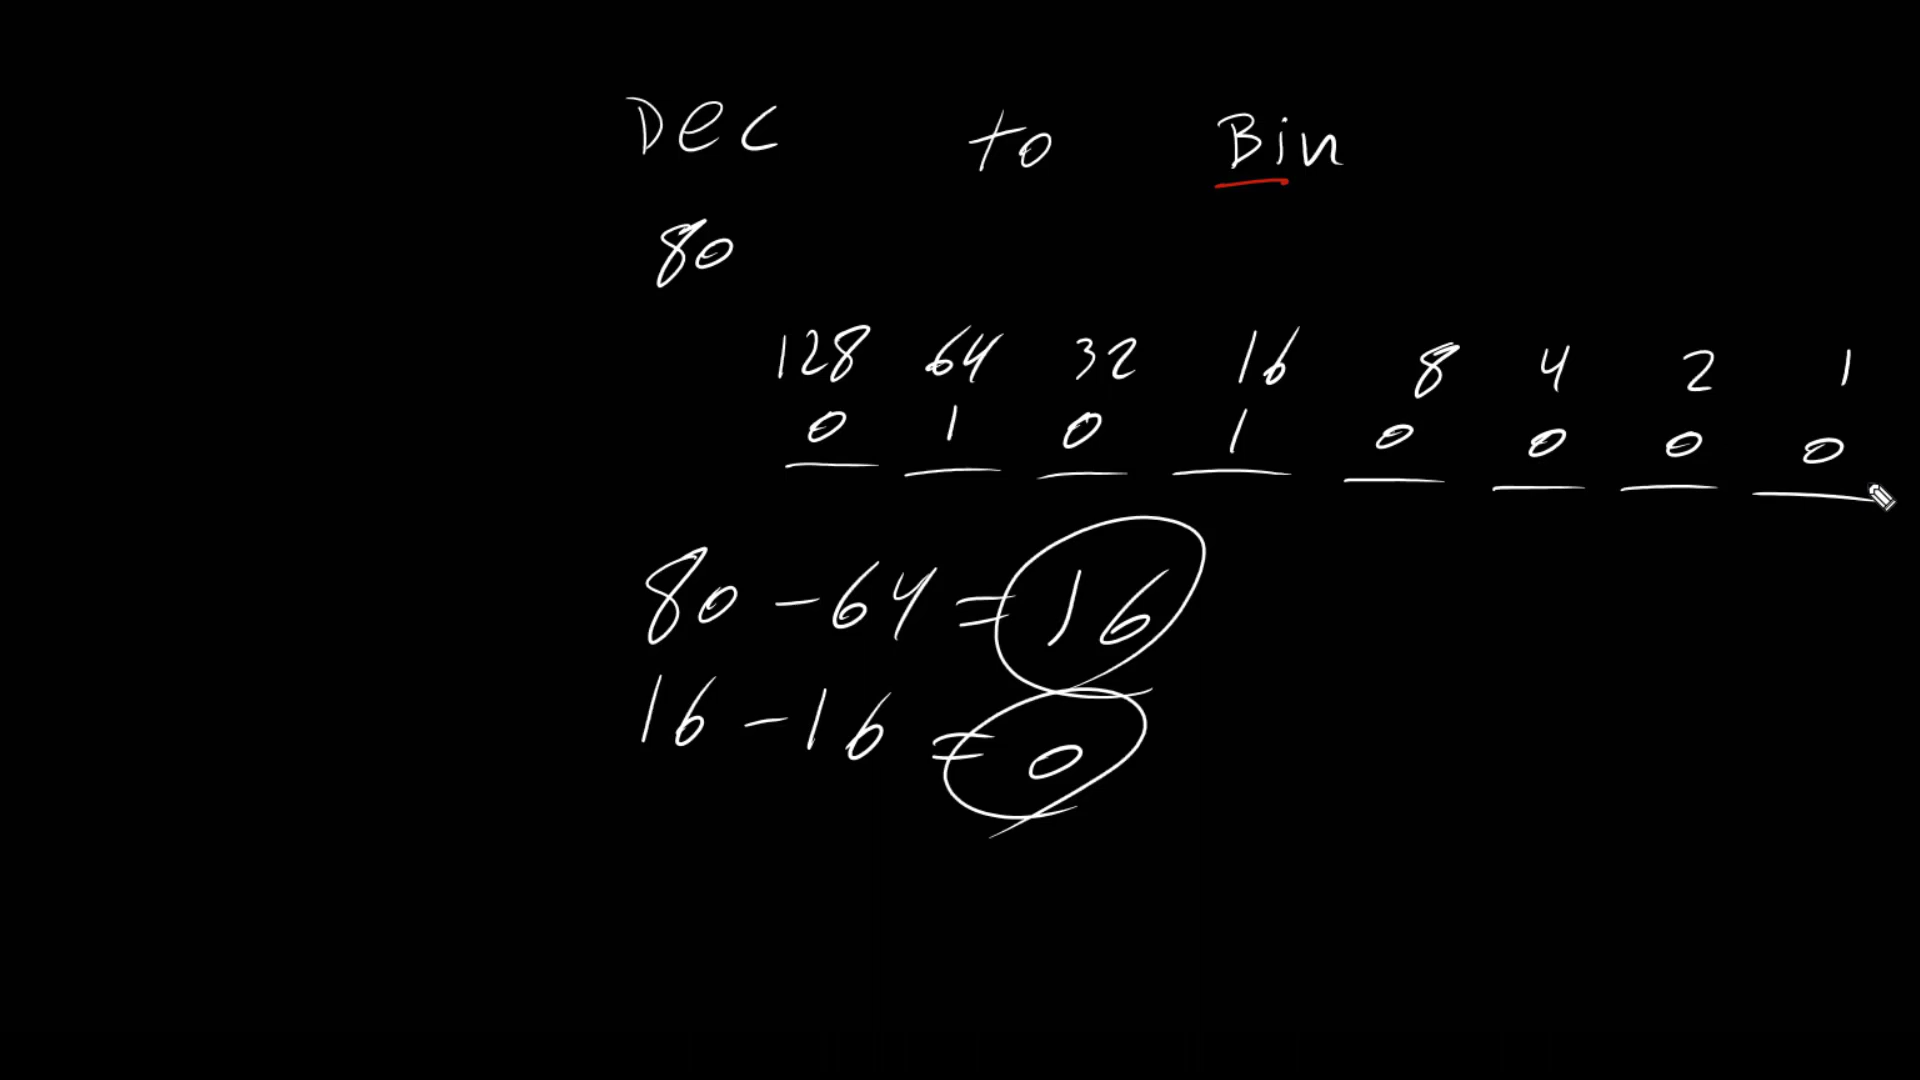 Dec to Bin
80
128 64 32 16 8 4 2 1
0 1 0 1 0 0 0 0
80 - 64 = 16
16 - 16 = 0